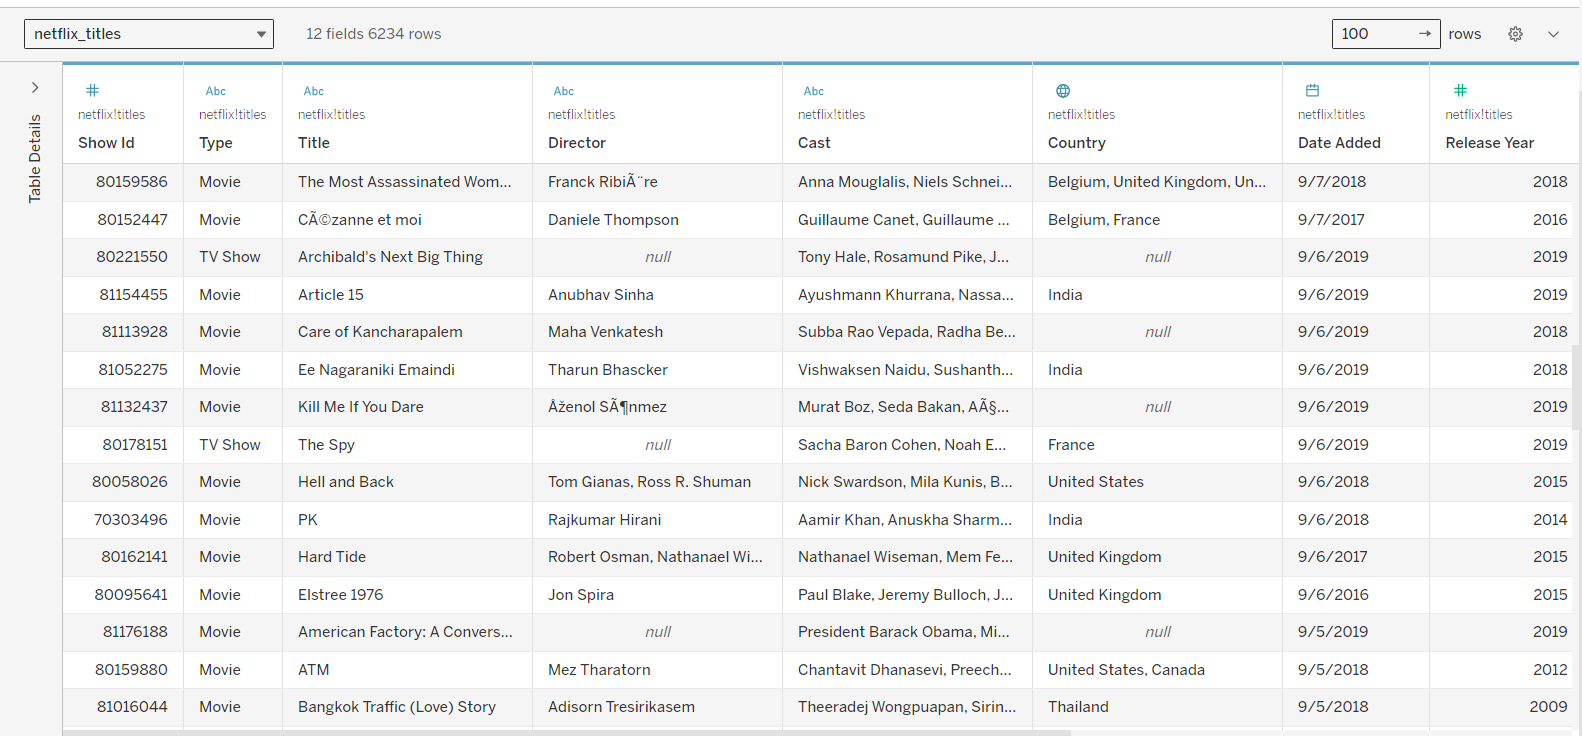 netflix_titles 12 fields 6234 rows 100 → rows
Table Details
# Abc Abc Abc Abc #
netflix!titles netflix!titles netflix!titles netflix!titles netflix!titles netflix!titles netflix!titles netflix!titles
Show Id Type Title Director Cast Country Date Added Release Year
80159586 Movie The Most Assassinated Wom... Franck RibiÃ¨re Anna Mouglalis, Niels Schnei... Belgium, United Kingdom, Un... 9/7/2018 2018
80152447 Movie CÃ©zanne et moi Daniele Thompson Guillaume Canet, Guillaume ... Belgium, France 9/7/2017 2016
80221550 TV Show Archibald's Next Big Thing null Tony Hale, Rosamund Pike, J... null 9/6/2019 2019
81154455 Movie Article 15 Anubhav Sinha Ayushmann Khurrana, Nassa... India 9/6/2019 2019
81113928 Movie Care of Kancharapalem Maha Venkatesh Subba Rao Vepada, Radha Be... null 9/6/2019 2018
81052275 Movie Ee Nagaraniki Emaindi Tharun Bhascker Vishwaksen Naidu, Sushanth... India 9/6/2019 2018
81132437 Movie Kill Me If You Dare Åženol SÃ¶nmez Murat Boz, Seda Bakan, AÃ§... null 9/6/2019 2019
80178151 TV Show The Spy null Sacha Baron Cohen, Noah E... France 9/6/2019 2019
80058026 Movie Hell and Back Tom Gianas, Ross R. Shuman Nick Swardson, Mila Kunis, B... United States 9/6/2018 2015
70303496 Movie PK Rajkumar Hirani Aamir Khan, Anuskha Sharm... India 9/6/2018 2014
80162141 Movie Hard Tide Robert Osman, Nathanael Wi... Nathanael Wiseman, Mem Fe... United Kingdom 9/6/2017 2015
80095641 Movie Elstree 1976 Jon Spira Paul Blake, Jeremy Bulloch, J... United Kingdom 9/6/2016 2015
81176188 Movie American Factory: A Convers... null President Barack Obama, Mi... null 9/5/2019 2019
80159880 Movie ATM Mez Tharatorn Chantavit Dhanasevi, Preech... United States, Canada 9/5/2018 2012
81016044 Movie Bangkok Traffic (Love) Story Adisorn Tresirikasem Theeradej Wongpuapan, Sirin... Thailand 9/5/2018 2009